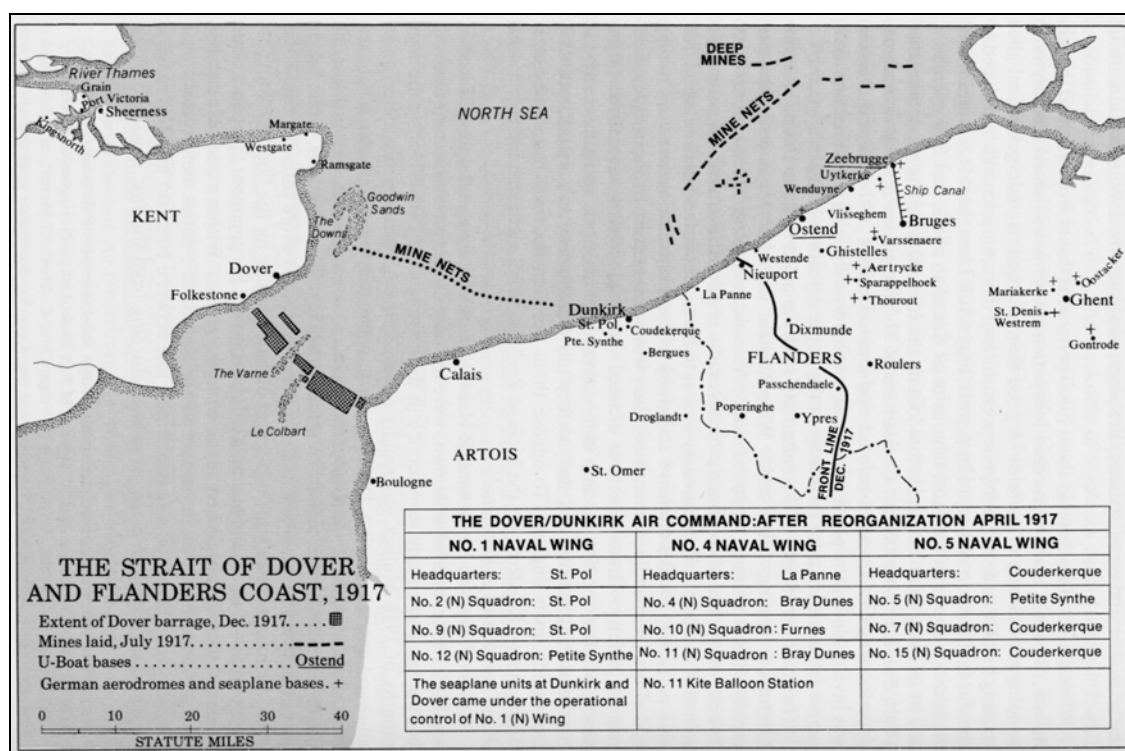 River Thames
Grain
Port Victoria
Sheerness
Kingsnorth
Margate
Westgate
Ramsgate
KENT
Goodwin
Sands
The
Downs
Dover
Folkestone
The Varne
Le Colbart
NORTH SEA
DEEP
MINES
MINE NETS
MINE NETS
Zeebrugge
Uytkerke
Wenduyne
Ship Canal
Vlisseghem
Bruges
Ostend
Varssenaere
Westende
Ghistelles
Nieuport
Aertrycke
Sparappelhoek
Thourout
Oostacker
Mariakerke
Ghent
St. Denis
Westrem
Gontrode
La Panne
Dunkirk
St. Pol
Coudekerque
Pte. Synthe
Bergues
Dixmunde
FLANDERS
Roulers
Calais
Passchendaele
Droglandt
Poperinghe
Ypres
ARTOIS
St. Omer
Boulogne
FRONT LINE
DEC. 1917
THE STRAIT OF DOVER
AND FLANDERS COAST, 1917
Extent of Dover barrage, Dec. 1917.....
Mines laid, July 1917.......
U-Boat bases ............ Ostend
German aerodromes and seaplane bases. +
0 10 20 30 40
STATUTE MILES
THE DOVER/DUNKIRK AIR COMMAND:AFTER REORGANIZATION APRIL 1917
NO. 1 NAVAL WING NO. 4 NAVAL WING NO. 5 NAVAL WING
Headquarters: St. Pol Headquarters: La Panne Headquarters: Couderkerque
No. 2 (N) Squadron: St. Pol No. 4 (N) Squadron: Bray Dunes No. 5 (N) Squadron: Petite Synthe
No. 9 (N) Squadron: St. Pol No. 10 (N) Squadron: Furnes No. 7 (N) Squadron: Couderkerque
No. 12 (N) Squadron: Petite Synthe No. 11 (N) Squadron : Bray Dunes No. 15 (N) Squadron: Couderkerque
The seaplane units at Dunkirk and No. 11 Kite Balloon Station
Dover came under the operational
control of No. 1 (N) Wing